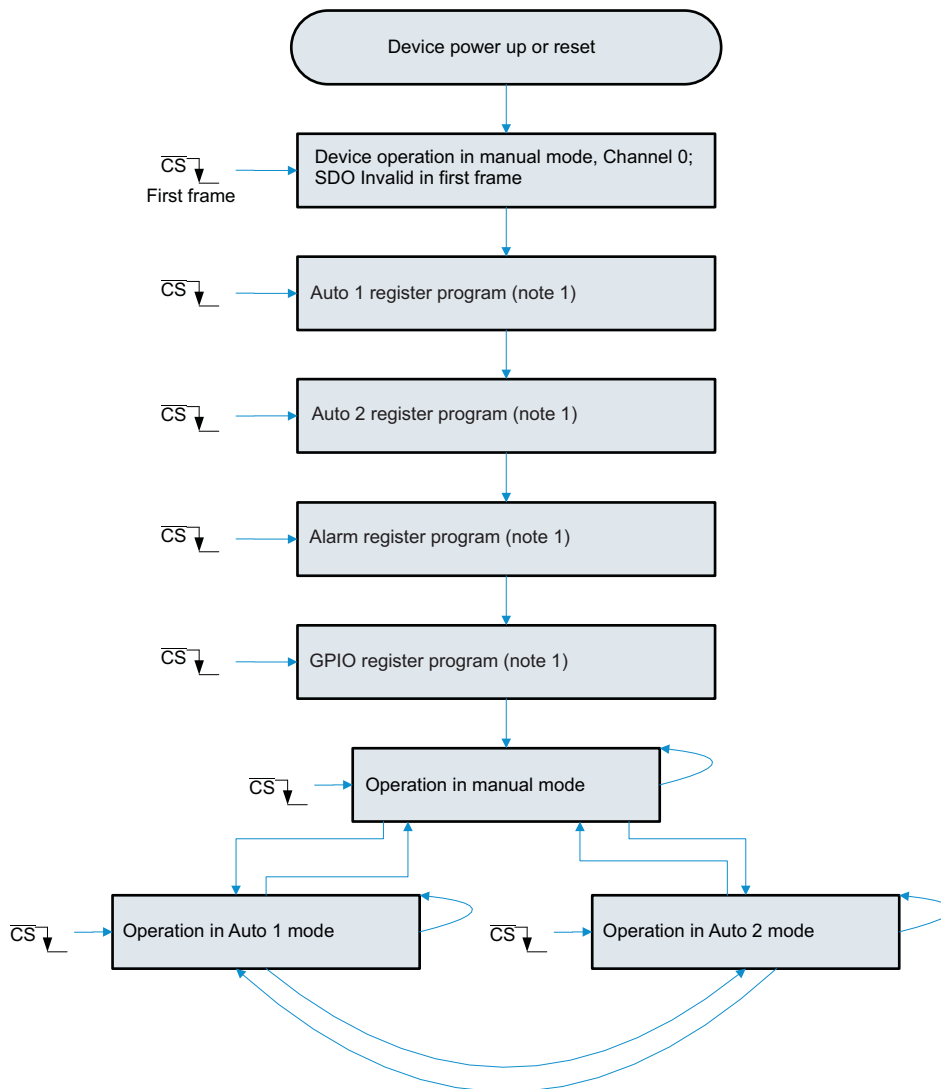 Device power up or reset
Device operation in manual mode, Channel 0;
SDO Invalid in first frame
CS
First frame
CS
Auto 1 register program (note 1)
CS
Auto 2 register program (note 1)
CS
Alarm register program (note 1)
CS
GPIO register program (note 1)
CS
Operation in manual mode
CS
Operation in Auto 1 mode
CS
Operation in Auto 2 mode